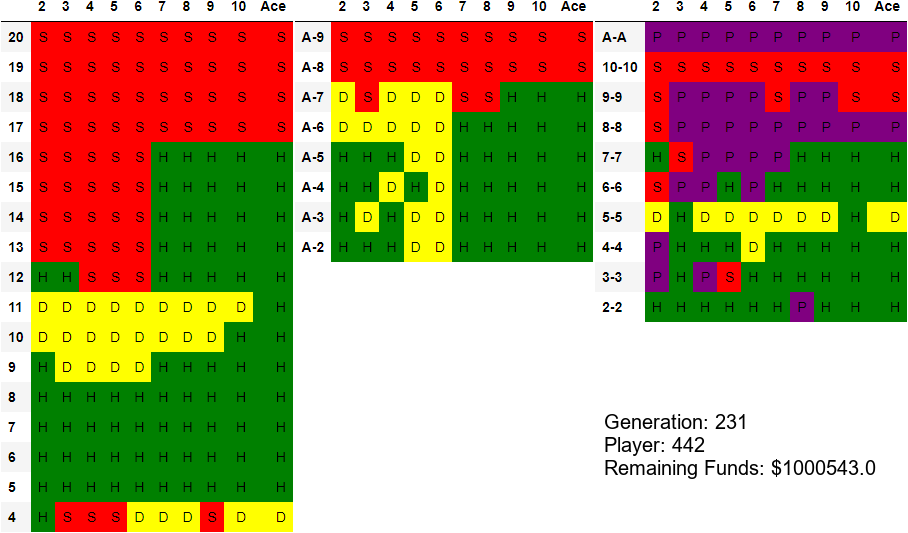 2 3 4 5 6 7 8 9 10 Ace
20 S S S S S S S S S S
19 S S S S S S S S S S
18 S S S S S S S S S S
17 S S S S S S S S S S
16 S S S S S H H H H H
15 S S S S S H H H H H
14 S S S S S H H H H H
13 S S S S S H H H H H
12 H H S S S H H H H H
11 D D D D D D D D D H
10 D D D D D D D D H H
9 H D D D D H H H H H
8 H H H H H H H H H H
7 H H H H H H H H H H
6 H H H H H H H H H H
5 H H H H H H H H H H
4 H S S S D D D S D D
2 3 4 5 6 7 8 9 10 Ace
A-9 S S S S S S S S S S
A-8 S S S S S S S S S S
A-7 D S D D D S S H H H
A-6 D D D D D H H H H H
A-5 H H H D D H H H H H
A-4 H H D H D H H H H H
A-3 H D H D D H H H H H
A-2 H H H D D H H H H H
2 3 4 5 6 7 8 9 10 Ace
A-A P P P P P P P P P P
10-10 S S S S S S S S S S
9-9 S P P P P S P P S S
8-8 S P P P P P P P P P
7-7 H S P P P P H H H H
6-6 S P P H P H H H H H
5-5 D H D D D D D D H D
4-4 P H H H D H H H H H
3-3 P H P S H H H H H H
2-2 H H H H H H P H H H
Generation: 231
Player: 442
Remaining Funds: $1000543.0